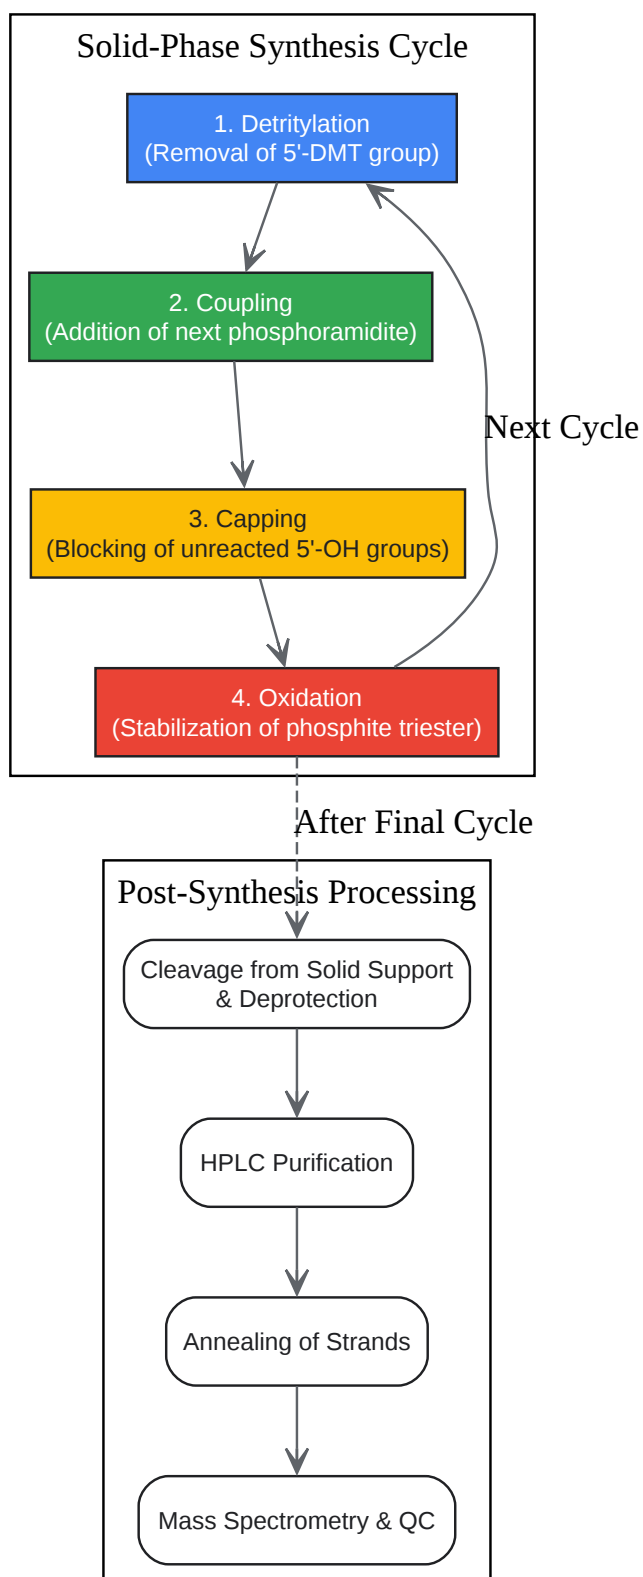 Solid-Phase Synthesis Cycle
1. Detritylation
(Removal of 5'-DMT group)
2. Coupling
(Addition of next phosphoramidite)
Next Cycle
3. Capping
(Blocking of unreacted 5'-OH groups)
4. Oxidation
(Stabilization of phosphite triester)
After Final Cycle
Post-Synthesis Processing
Cleavage from Solid Support
& Deprotection
HPLC Purification
Annealing of Strands
Mass Spectrometry & QC